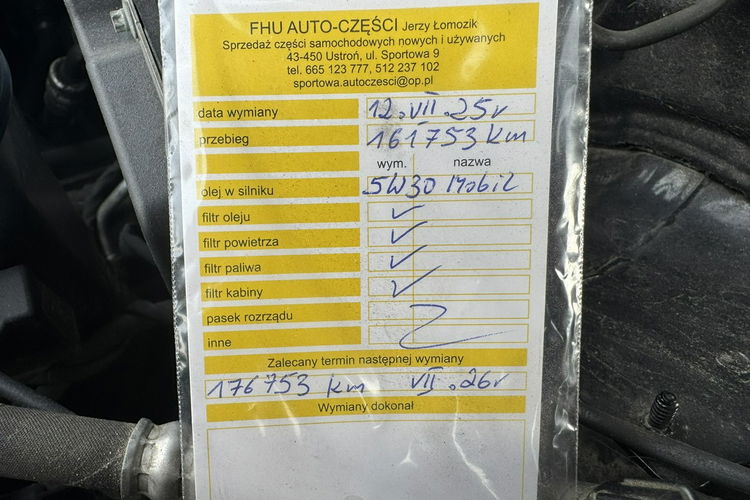 FHU AUTO-CZĘŚCI Jerzy Łomozik
Sprzedaż części samochodowych nowych i używanych
43-450 Ustroń, ul. Sportowa 9
tel. 665 123 777, 512 237 102
sportowa.autoczesci@op.pl
data wymiany 12.VII.25r
przebieg 161753 km
wym. nazwa
olej w silniku 5W30 Mobil
filtr oleju ✓
filtr powietrza ✓
filtr paliwa ✓
filtr kabiny ✓
pasek rozrządu
inne
Zalecany termin następnej wymiany
176753 km VII.26r
Wymiany dokonał